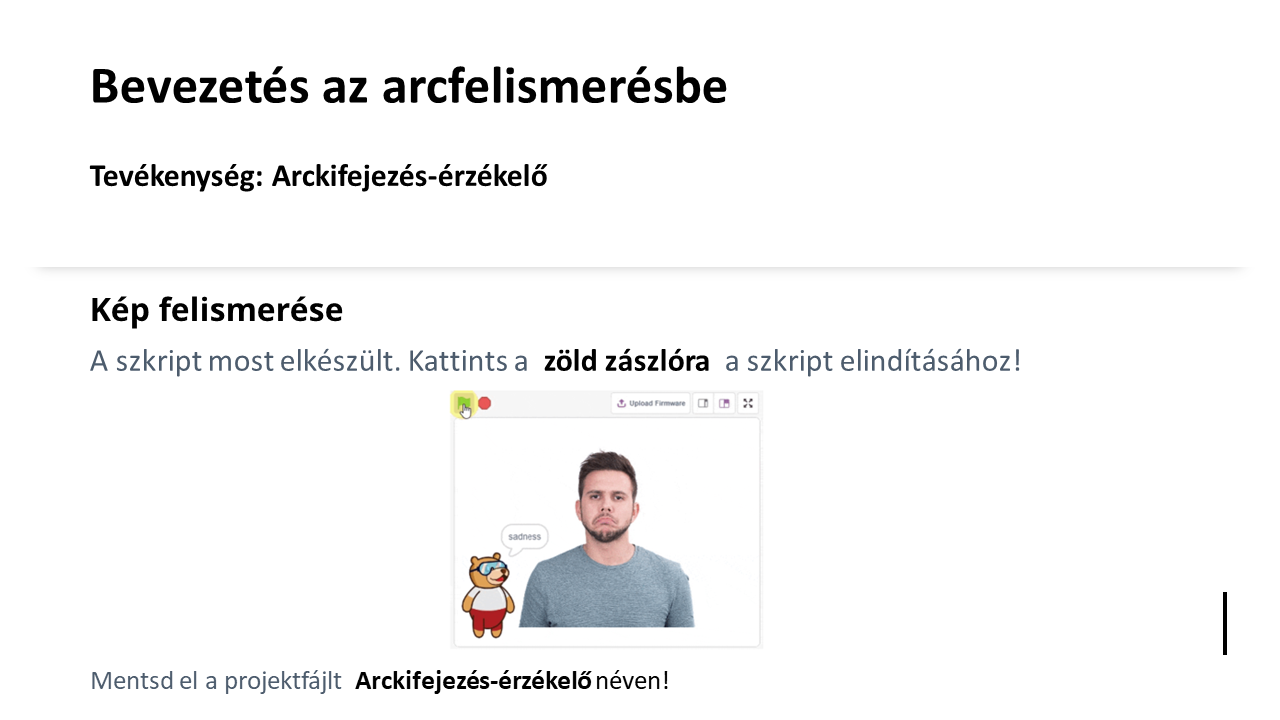 Bevezetés az arcfelismerésbe
Tevékenység: Arckifejezés-érzékelő
Kép felismerése
A szkript most elkészült. Kattints a zöld zászlóra a szkript elindításához!
Upload Firmware
sadness
Mentsd el a projektfájlt Arckifejezés-érzékelő néven!